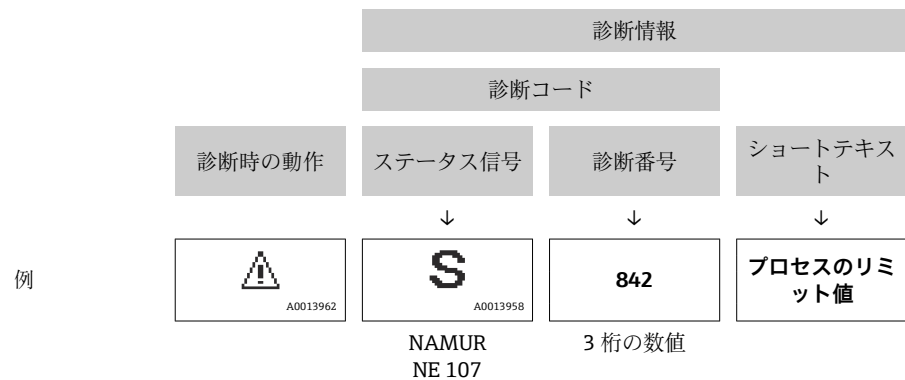 診断情報
診断コード
診断時の動作
ステータス信号
診断番号
ショートテキス
ト
↓ ↓ ↓
例
A0013962
S
A0013958
842
プロセスのリミ
ット値
NAMUR
NE 107
3 桁の数値